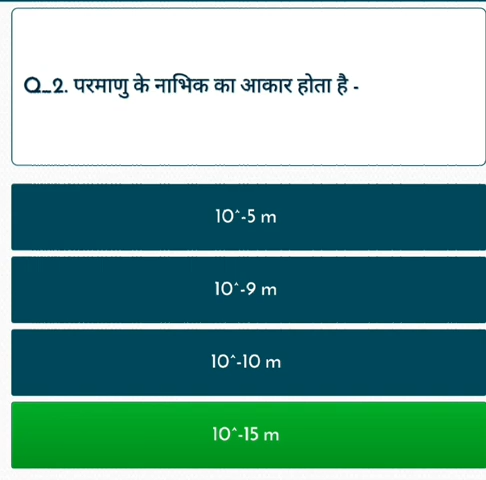 Q_2. परमाणु के नाभिक का आकार होता है -
10^-5 m
10^-9 m
10^-10 m
10^-15 m